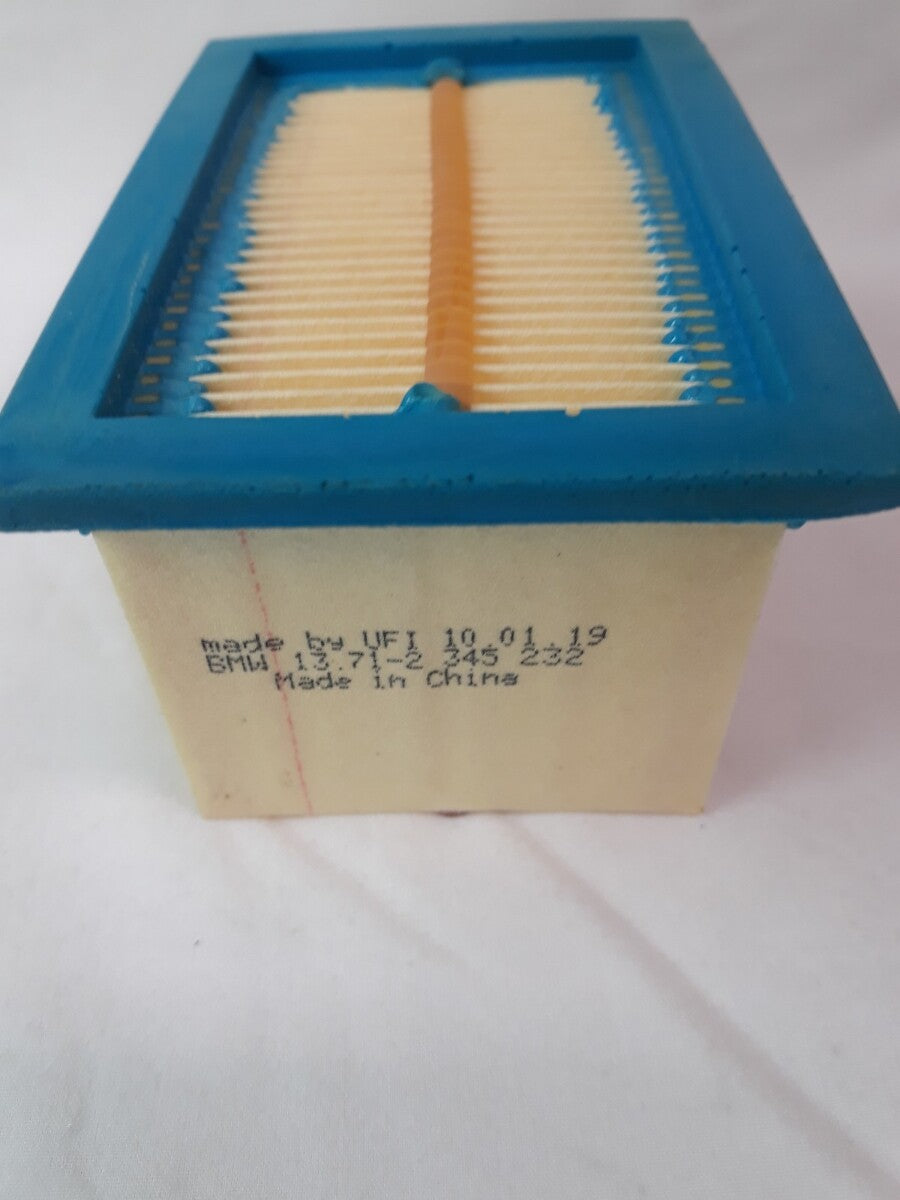 made by UFI 10.01.19
BMW 13.71-2 345 232
Made in China